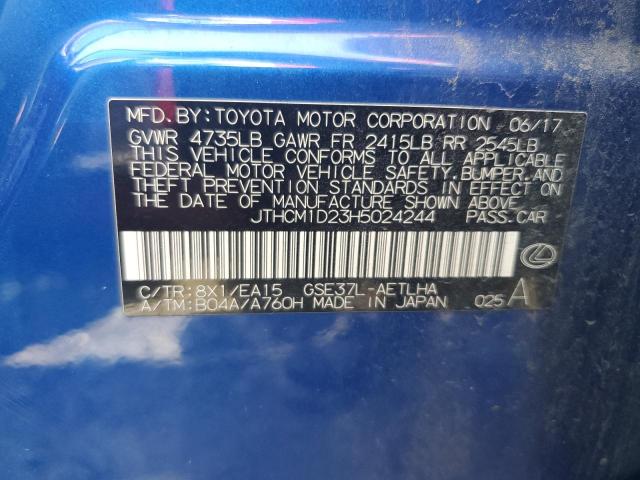 MFD. BY: TOYOTA MOTOR CORPORATION 06/17
GVWR 4735LB GAWR FR 2415LB RR 2545LB
THIS VEHICLE CONFORMS TO ALL APPLICABLE
FEDERAL MOTOR VEHICLE SAFETY, BUMPER, AND
THEFT PREVENTION STANDARDS IN EFFECT ON
THE DATE OF MANUFACTURE SHOWN ABOVE.
JTHCM1D23H5024244 PASS. CAR
C/TR: 8X1/EA15 GSE37L-AETLHA
A/TM: B04A/A760H MADE IN JAPAN 025 A